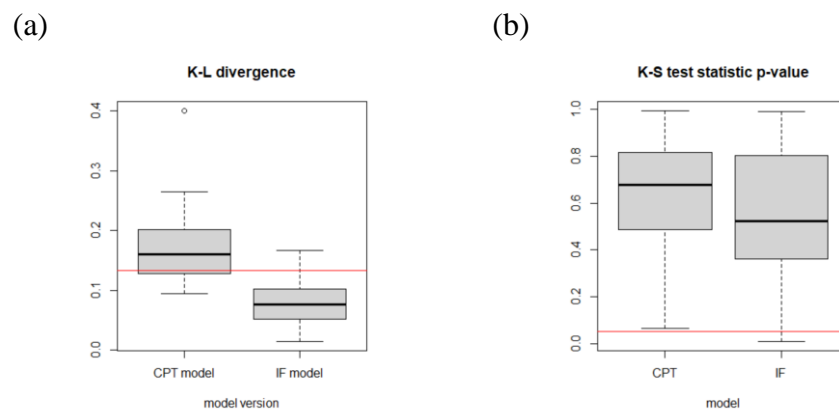 (a)
K-L divergence
0.4
0.3
0.2
0.1
0.0
CPT model IF model
model version
(b)
K-S test statistic p-value
1.0
0.8
0.6
0.4
0.2
0.0
CPT IF
model